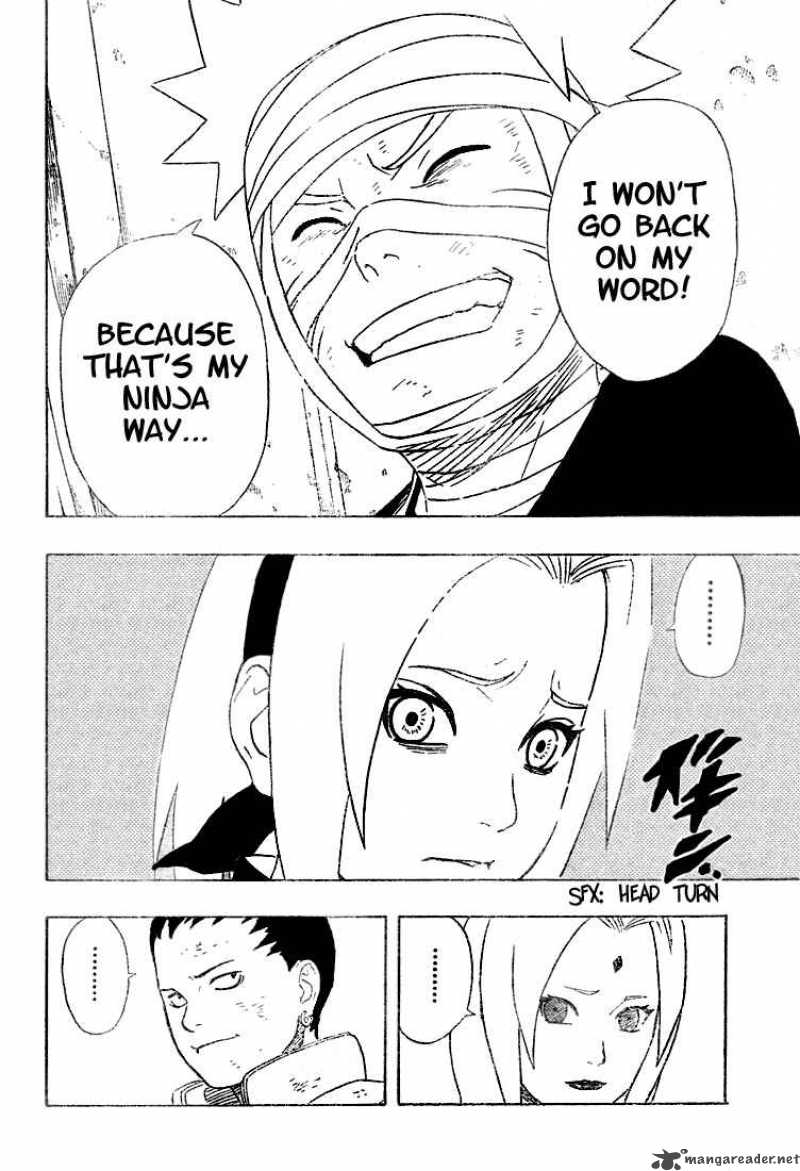 I WON'T
GO BACK
ON MY
WORD!
BECAUSE
THAT'S MY
NINJA
WAY...
.........
SFX: HEAD TURN
.........
.........
mangareader.net